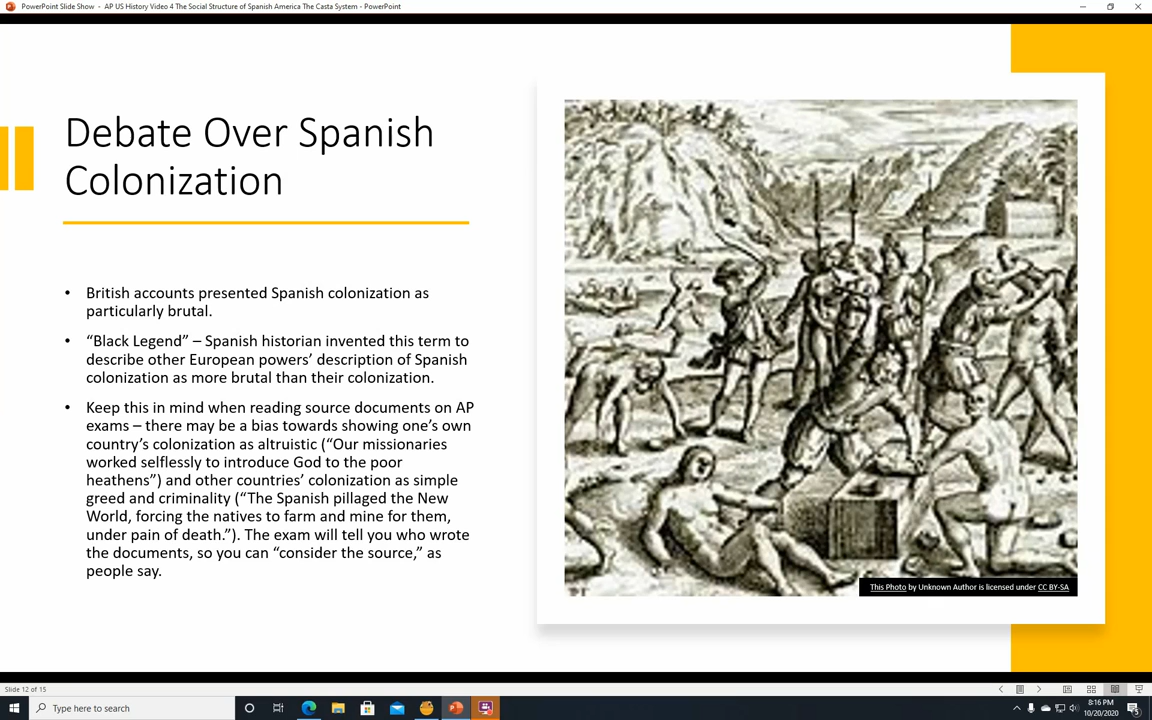 PowerPoint Slide Show - AP US History Video 4 The Social Structure of Spanish America The Casta System - PowerPoint
Debate Over Spanish
Colonization
• British accounts presented Spanish colonization as
particularly brutal.
• “Black Legend” – Spanish historian invented this term to
describe other European powers’ description of Spanish
colonization as more brutal than their colonization.
• Keep this in mind when reading source documents on AP
exams – there may be a bias towards showing one’s own
country’s colonization as altruistic (“Our missionaries
worked selflessly to introduce God to the poor
heathens”) and other countries’ colonization as simple
greed and criminality (“The Spanish pillaged the New
World, forcing the natives to farm and mine for them,
under pain of death.”). The exam will tell you who wrote
the documents, so you can “consider the source,” as
people say.
This Photo by Unknown Author is licensed under CC BY-SA
Slide 12 of 15
Type here to search
8:16 PM
10/20/2020